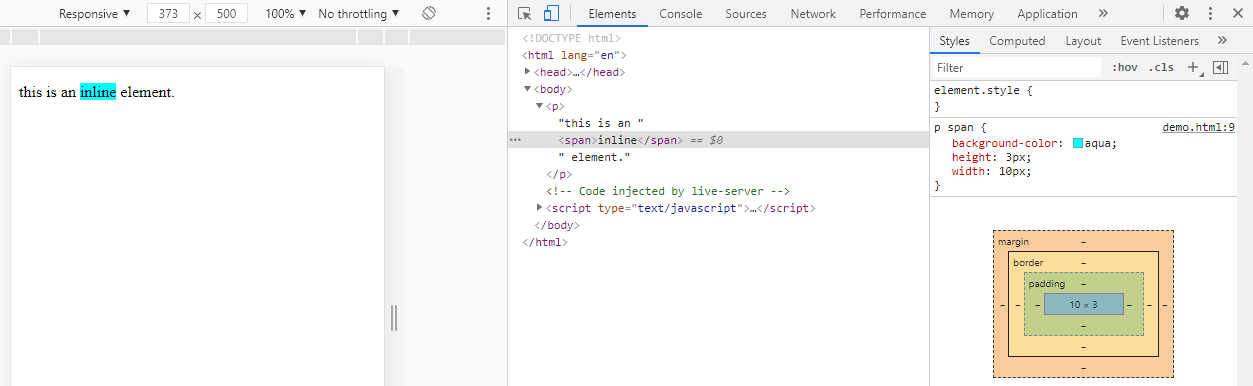 Responsive ▼ 373 × 500 100% ▼ No throttling ▼
this is an inline element.
Elements Console Sources Network Performance Memory Application »
<!DOCTYPE html>
<html lang="en">
▶<head>…</head>
▼<body>
▼<p>
"this is an "
<span>inline</span> == $0
" element."
</p>
<!-- Code injected by live-server -->
▶<script type="text/javascript">…</script>
</body>
</html>
Styles Computed Layout Event Listeners »
Filter :hov .cls +
element.style {
}
p span { demo.html:9
background-color: aqua;
height: 3px;
width: 10px;
}
margin –
border –
padding –
– – – 10 × 3 – – –
–
–
–